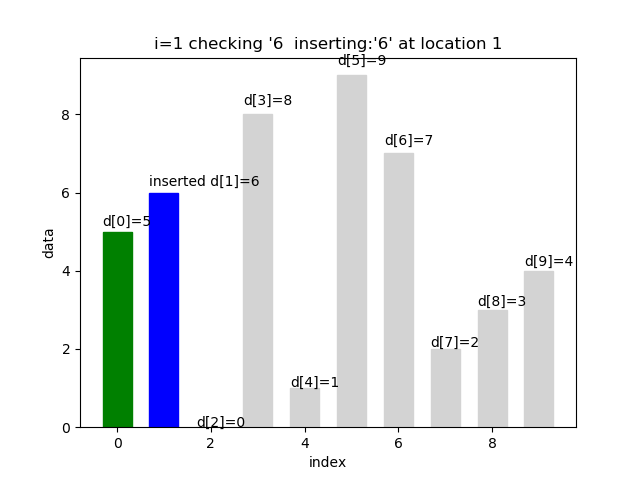 i=1 checking '6  inserting:'6' at location 1
d[5]=9
d[3]=8
d[6]=7
inserted d[1]=6
d[0]=5
d[9]=4
d[8]=3
d[7]=2
d[4]=1
d[2]=0
8
6
4
2
0
data
0 2 4 6 8
index